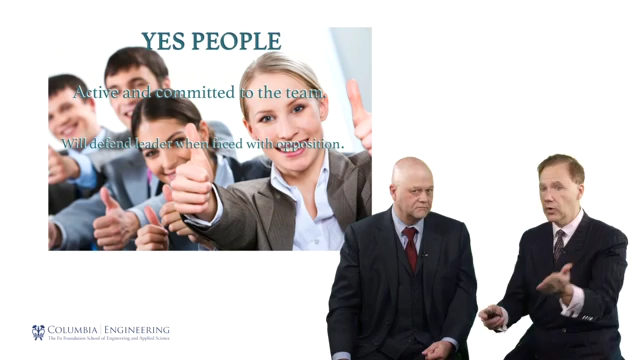 YES PEOPLE
Active and committed to the team.
Will defend leader when faced with opposition.
COLUMBIA | ENGINEERING
The Fu Foundation School of Engineering and Applied Science